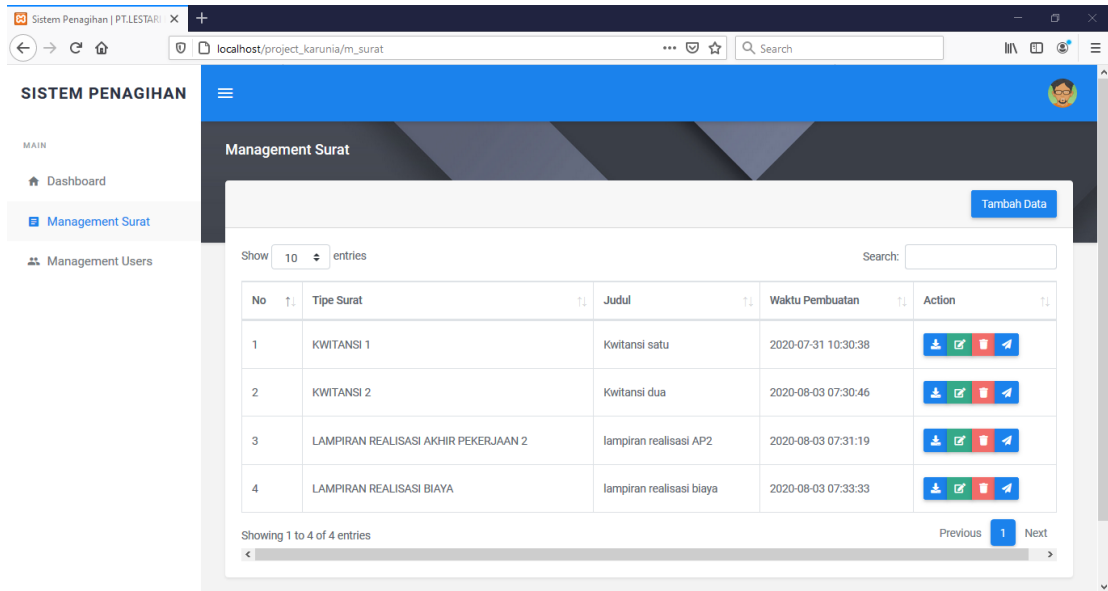 Sistem Penagihan | PT.LESTARI
localhost/project_karunia/m_surat
Search
SISTEM PENAGIHAN
MAIN
Dashboard
Management Surat
Management Users
Management Surat
Tambah Data
Show 10 entries Search:
No Tipe Surat Judul Waktu Pembuatan Action
1 KWITANSI 1 Kwitansi satu 2020-07-31 10:30:38
2 KWITANSI 2 Kwitansi dua 2020-08-03 07:30:46
3 LAMPIRAN REALISASI AKHIR PEKERJAAN 2 lampiran realisasi AP2 2020-08-03 07:31:19
4 LAMPIRAN REALISASI BIAYA lampiran realisasi biaya 2020-08-03 07:33:33
Showing 1 to 4 of 4 entries Previous 1 Next